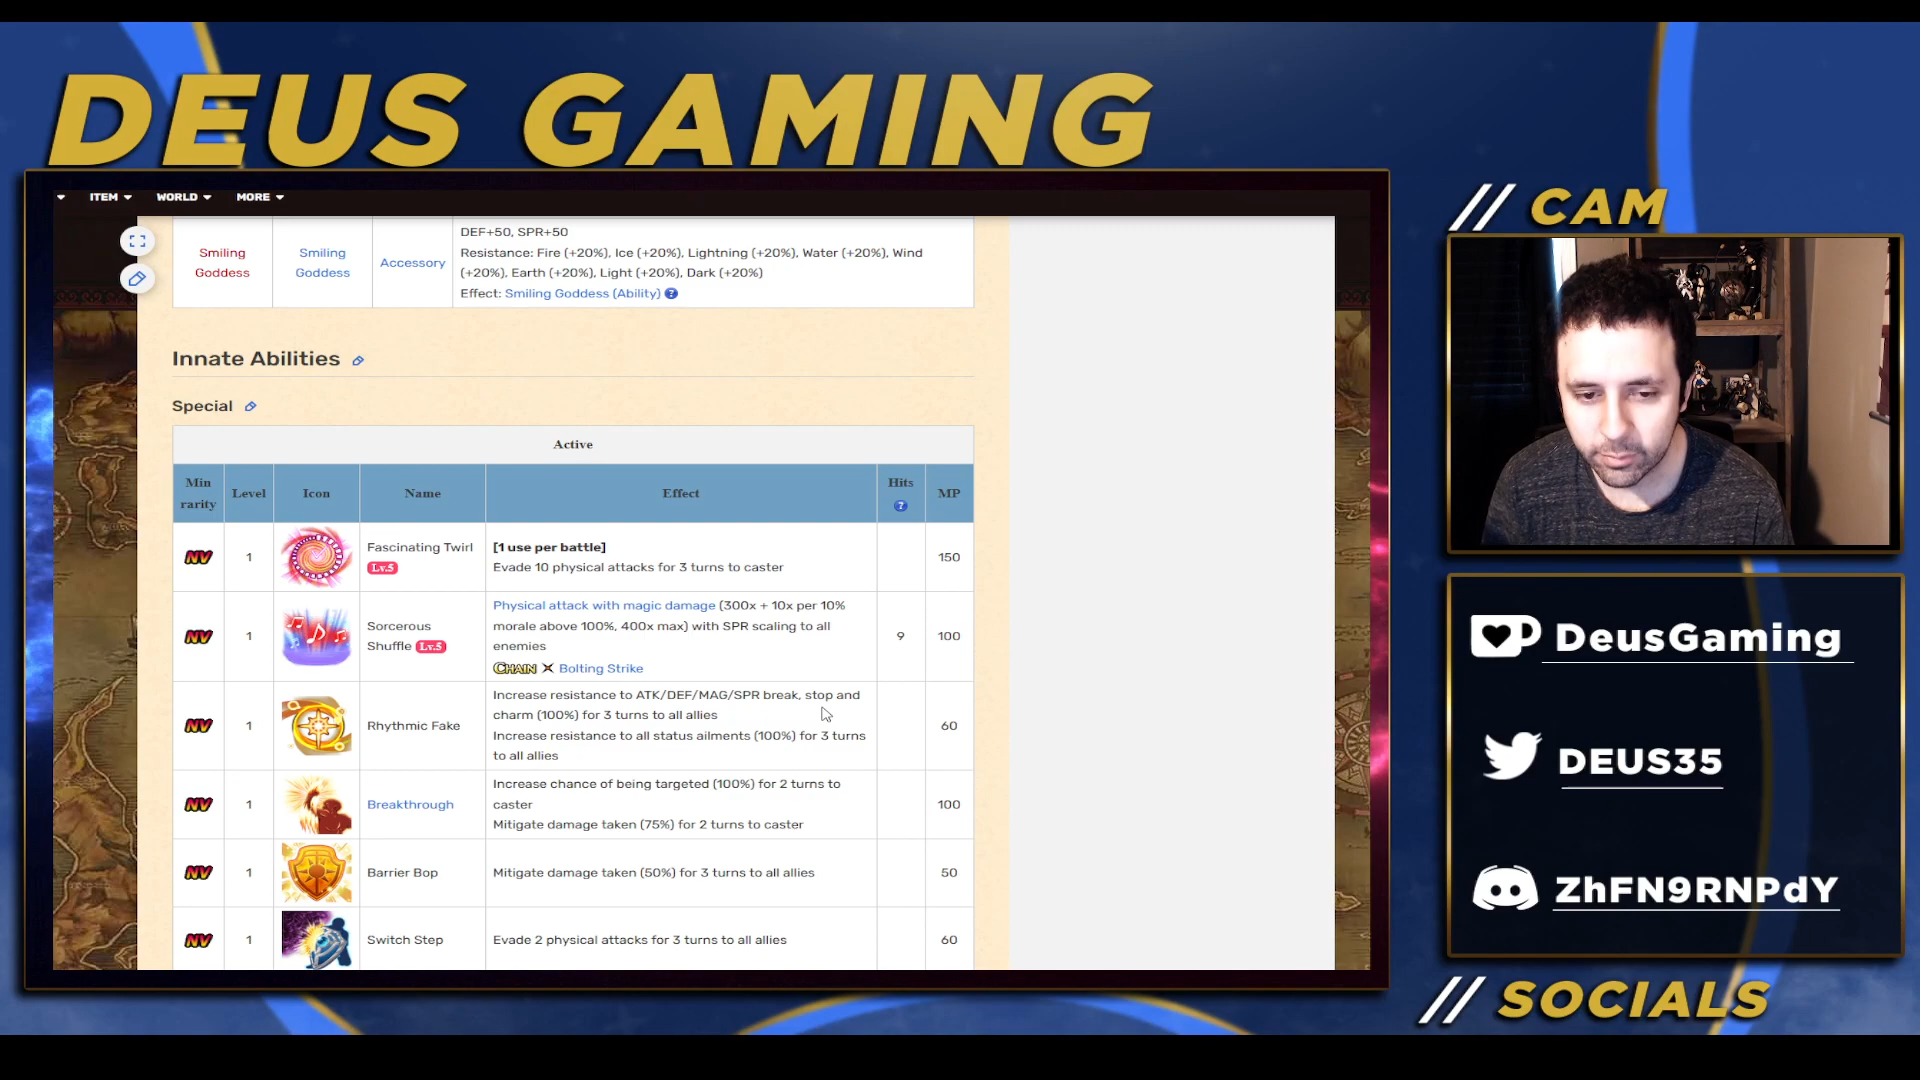 DEUS GAMING
ITEM
WORLD
MORE
Smiling
Goddess
Smiling
Goddess
Accessory
DEF+50, SPR+50
Resistance: Fire (+20%), Ice (+20%), Lightning (+20%), Water (+20%), Wind
(+20%), Earth (+20%), Light (+20%), Dark (+20%)
Effect: Smiling Goddess (Ability) ?
Innate Abilities
Special
Active
Min
rarity
Level
Icon
Name
Effect
Hits
?
MP
NV
1
Fascinating Twirl
Lv.5
[1 use per battle]
Evade 10 physical attacks for 3 turns to caster
150
NV
1
Sorcerous
Shuffle Lv.5
Physical attack with magic damage (300x + 10x per 10%
morale above 100%, 400x max) with SPR scaling to all
enemies
CHAIN Bolting Strike
9
100
NV
1
Rhythmic Fake
Increase resistance to ATK/DEF/MAG/SPR break, stop and
charm (100%) for 3 turns to all allies
Increase resistance to all status ailments (100%) for 3 turns
to all allies
60
NV
1
Breakthrough
Increase chance of being targeted (100%) for 2 turns to
caster
Mitigate damage taken (75%) for 2 turns to caster
100
NV
1
Barrier Bop
Mitigate damage taken (50%) for 3 turns to all allies
50
NV
1
Switch Step
Evade 2 physical attacks for 3 turns to all allies
60
// CAM
DeusGaming
DEUS35
ZhFN9RNPdY
// SOCIALS